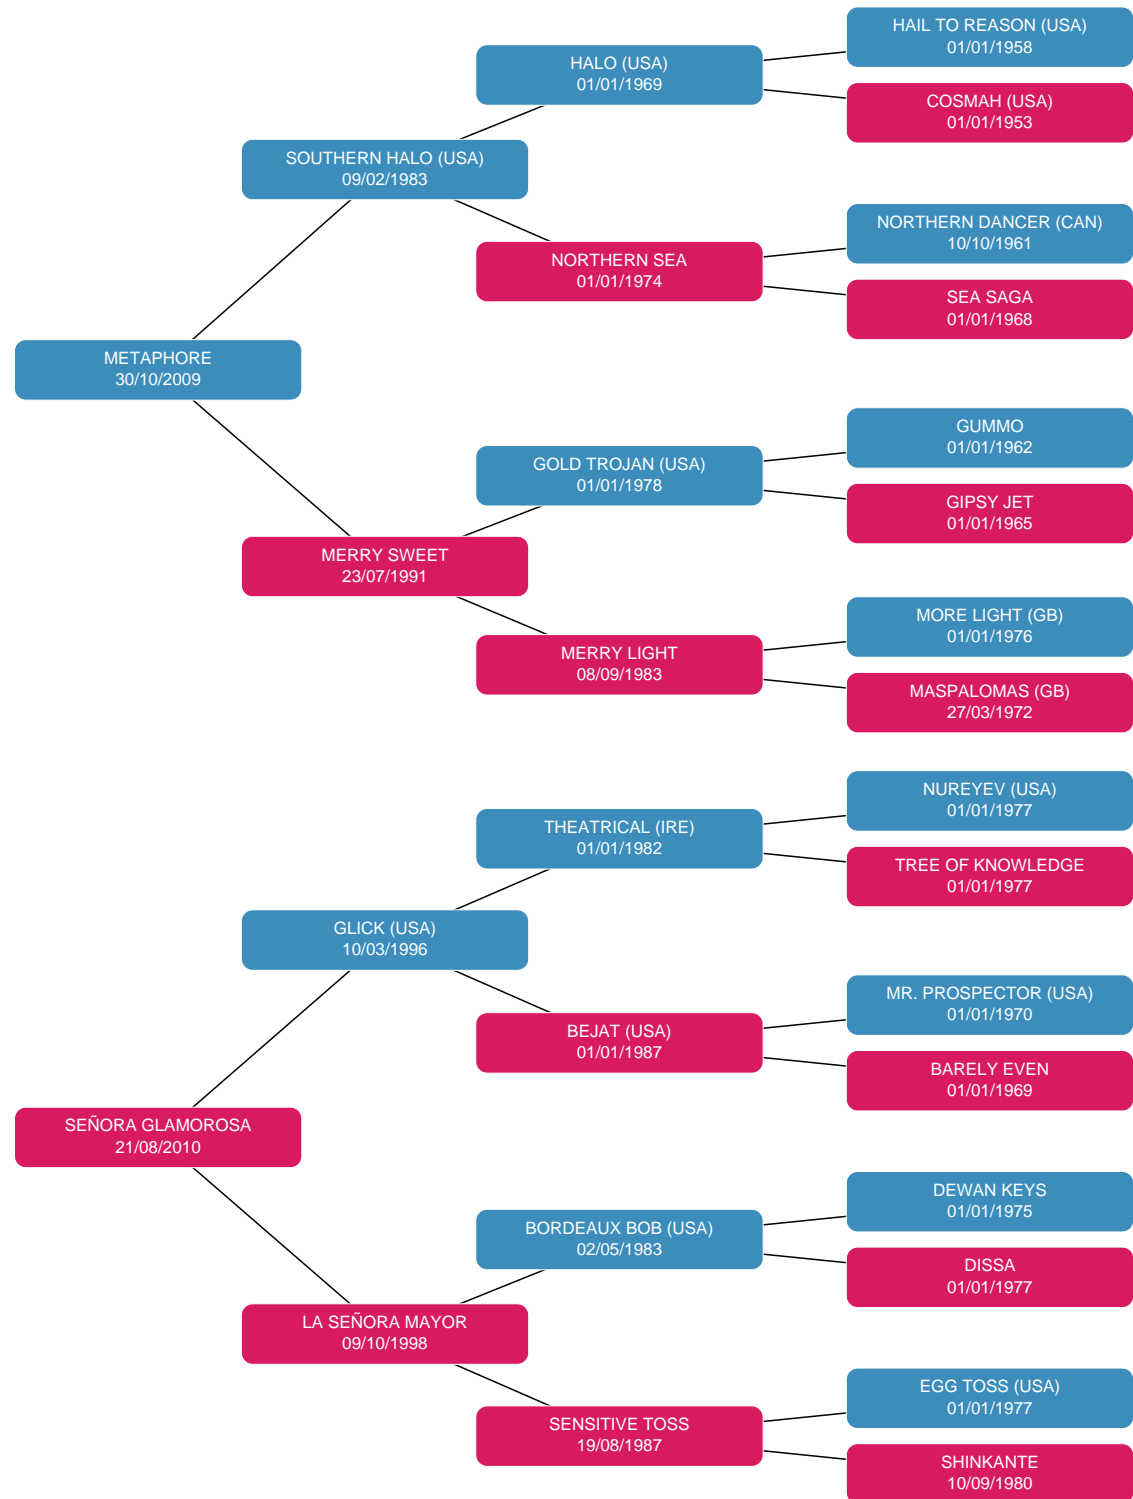 HAIL TO REASON (USA)
01/01/1958
HALO (USA)
01/01/1969
COSMAH (USA)
01/01/1953
SOUTHERN HALO (USA)
09/02/1983
NORTHERN DANCER (CAN)
10/10/1961
NORTHERN SEA
01/01/1974
SEA SAGA
01/01/1968
METAPHORE
30/10/2009
GUMMO
01/01/1962
GOLD TROJAN (USA)
01/01/1978
GIPSY JET
01/01/1965
MERRY SWEET
23/07/1991
MORE LIGHT (GB)
01/01/1976
MERRY LIGHT
08/09/1983
MASPALOMAS (GB)
27/03/1972
NUREYEV (USA)
01/01/1977
THEATRICAL (IRE)
01/01/1982
TREE OF KNOWLEDGE
01/01/1977
GLICK (USA)
10/03/1996
MR. PROSPECTOR (USA)
01/01/1970
BEJAT (USA)
01/01/1987
BARELY EVEN
01/01/1969
SEÑORA GLAMOROSA
21/08/2010
DEWAN KEYS
01/01/1975
BORDEAUX BOB (USA)
02/05/1983
DISSA
01/01/1977
LA SEÑORA MAYOR
09/10/1998
EGG TOSS (USA)
01/01/1977
SENSITIVE TOSS
19/08/1987
SHINKANTE
10/09/1980